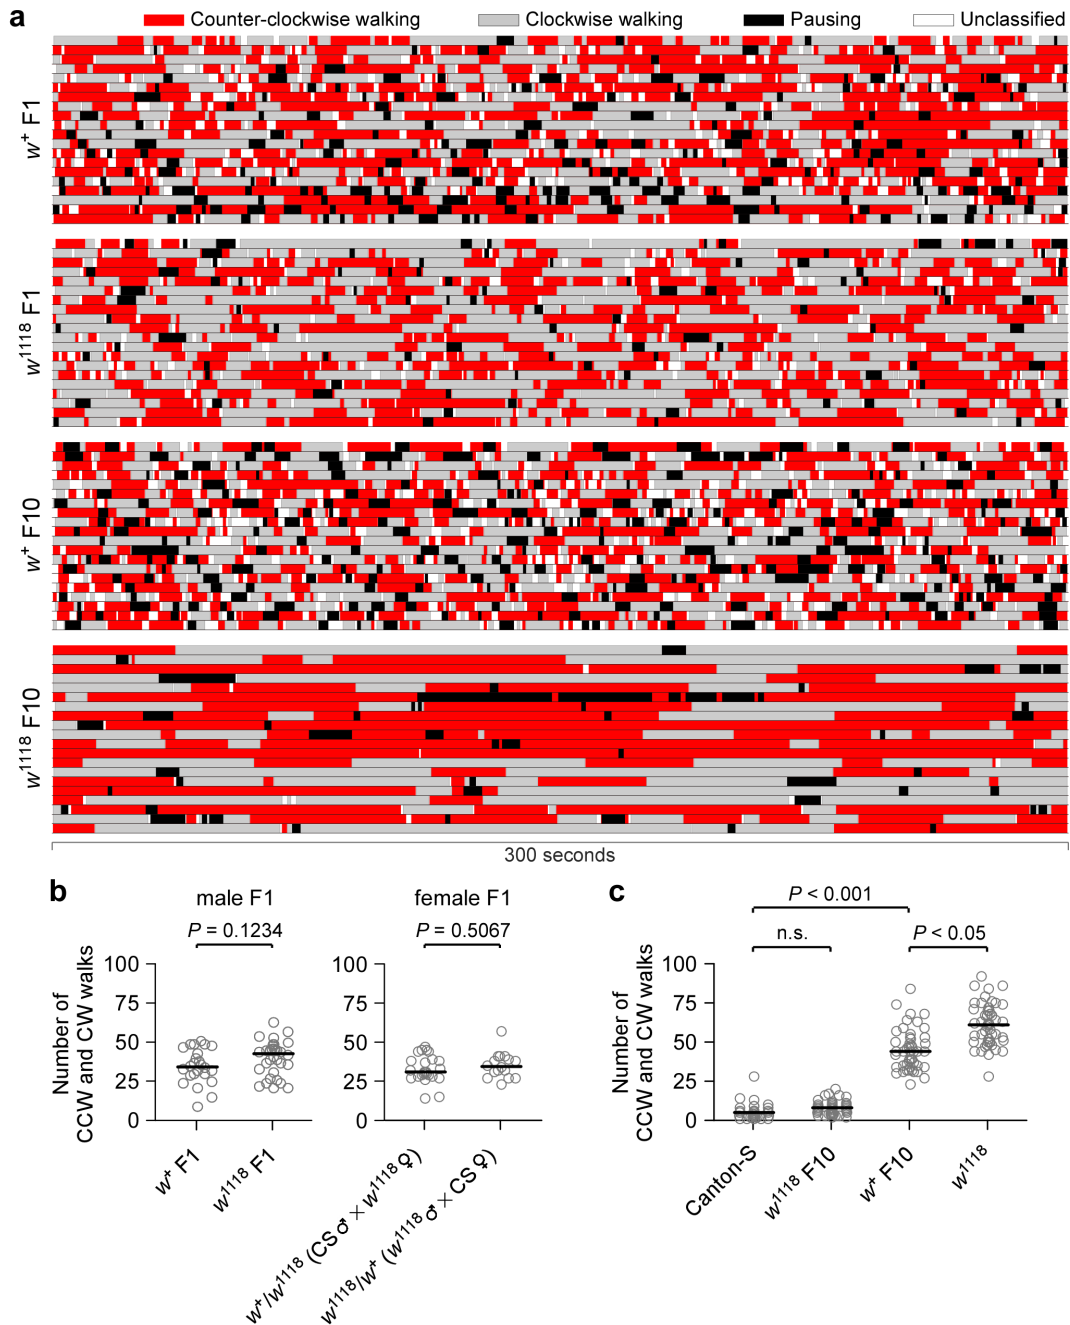 a
Counter-clockwise walking
Clockwise walking
Pausing
Unclassified
w+ F1
w1118 F1
w+ F10
w1118 F10
300 seconds
b
male F1
female F1
P = 0.1234
P = 0.5067
Number of
CCW and CW walks
100
75
50
25
0
100
75
50
25
0
w+ F1
w1118 F1
w+/w1118 (CS♂ × w1118♀)
w1118/w+ (w1118♂ × CS♀)
c
P < 0.001
n.s.
P < 0.05
Number of
CCW and CW walks
100
75
50
25
0
Canton-S
w1118 F10
w+ F10
w1118